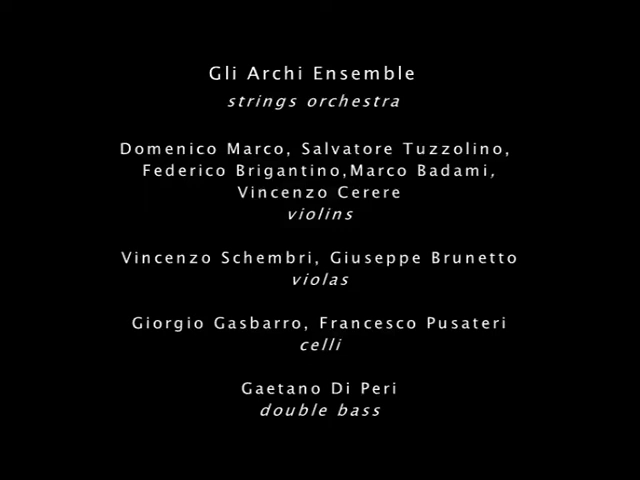 Gli Archi Ensemble
strings orchestra
Domenico Marco, Salvatore Tuzzolino,
Federico Brigantino,Marco Badami,
Vincenzo Cerere
violins
Vincenzo Schembri, Giuseppe Brunetto
violas
Giorgio Gasbarro, Francesco Pusateri
celli
Gaetano Di Peri
double bass